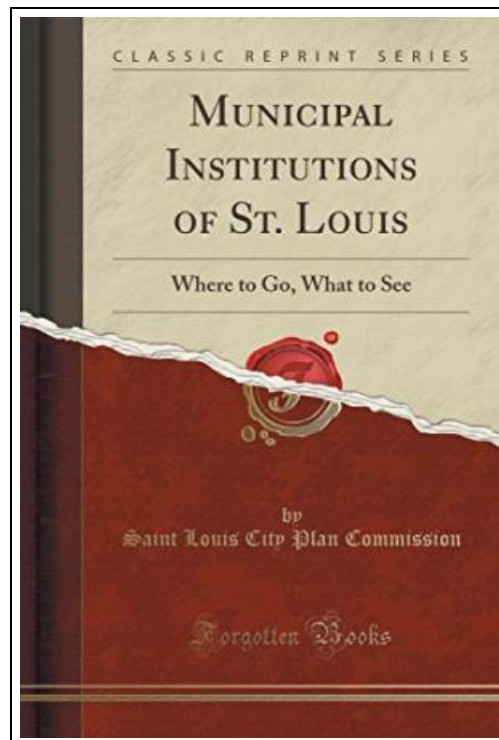 CLASSIC REPRINT SERIES
MUNICIPAL
INSTITUTIONS
OF ST. LOUIS
Where to Go, What to See
by
Saint Louis City Plan Commission
Forgotten Books